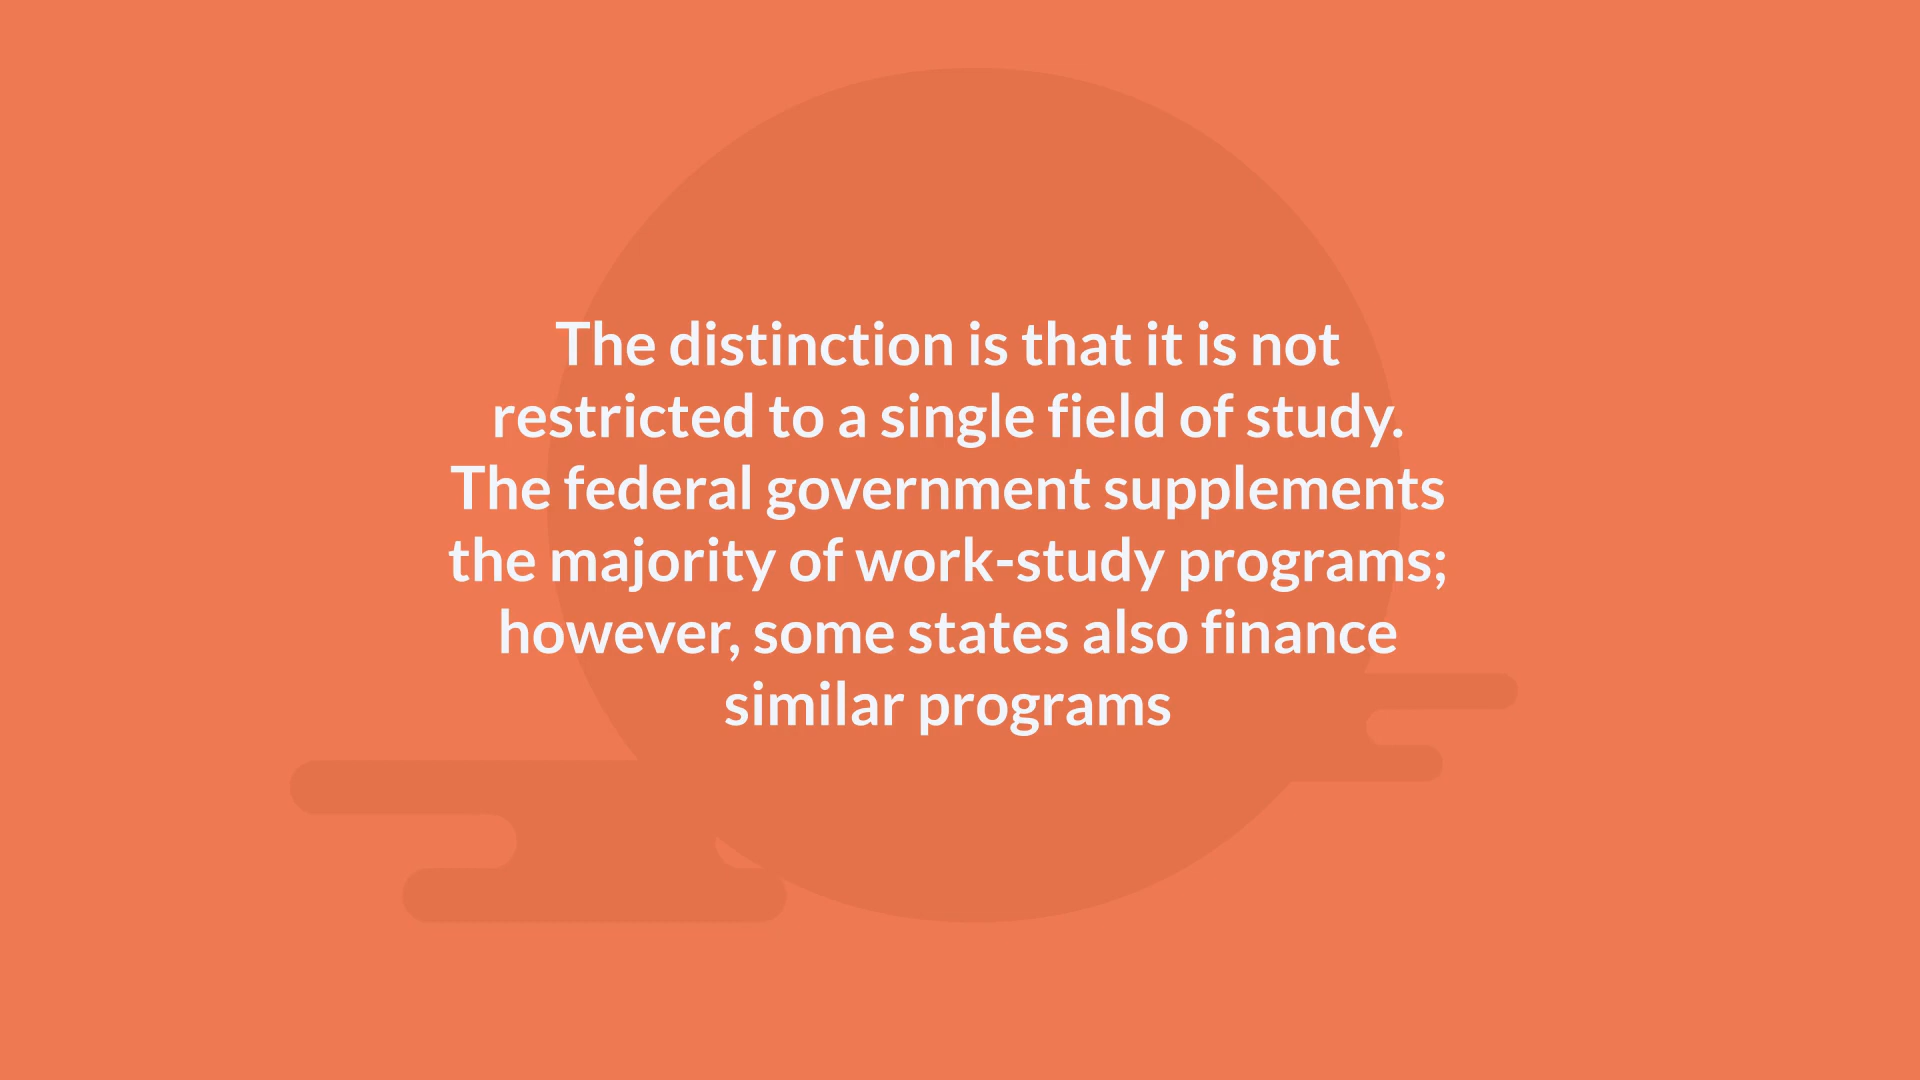 The distinction is that it is not
restricted to a single field of study.
The federal government supplements
the majority of work-study programs;
however, some states also finance
similar programs